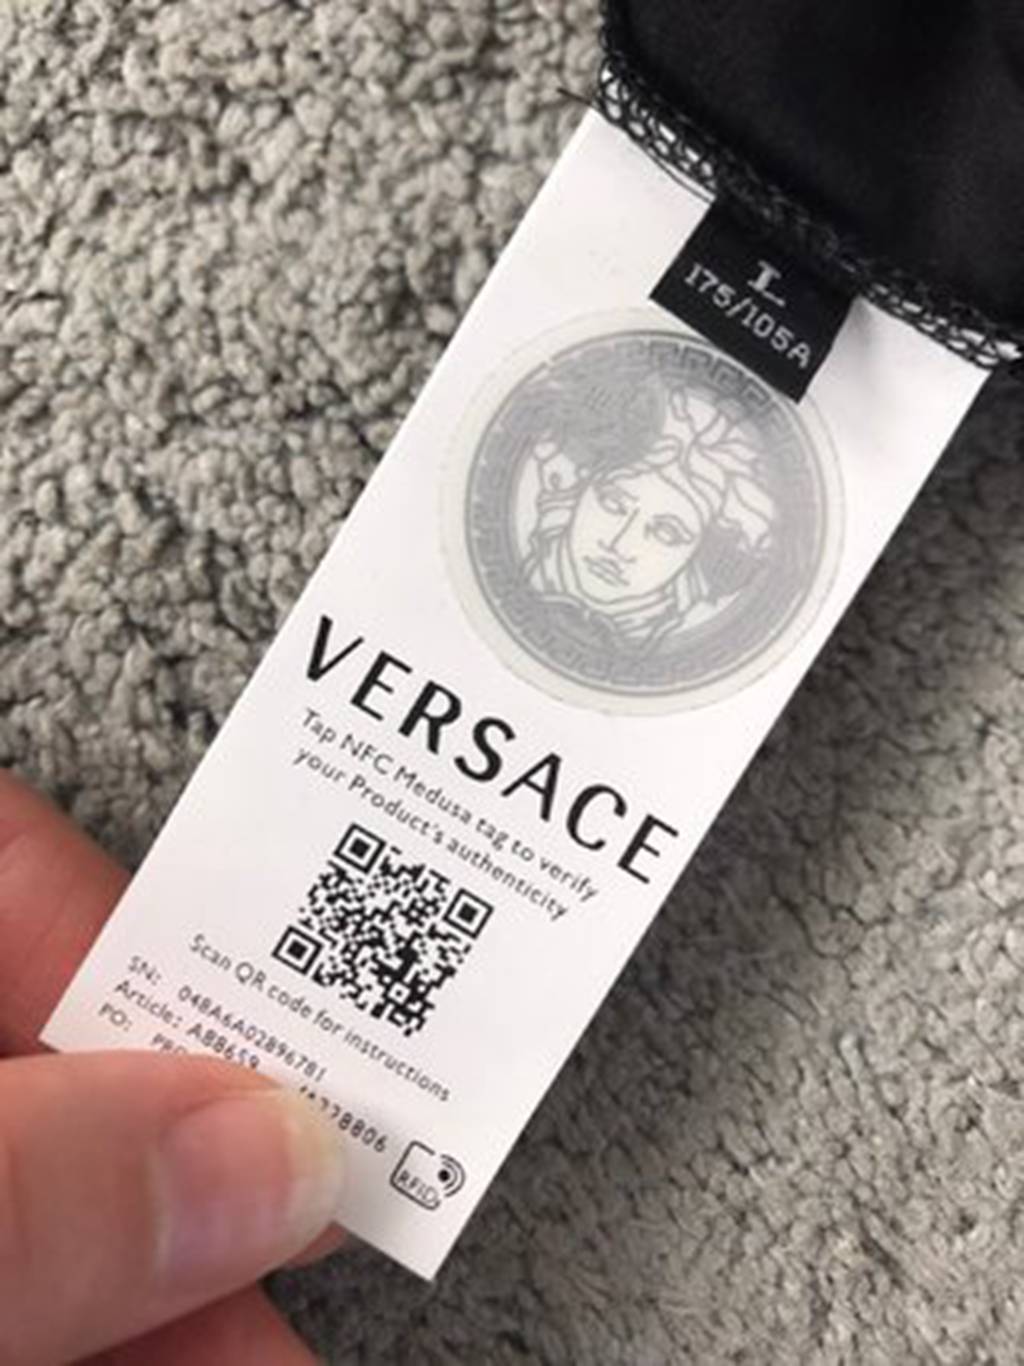 L
175/105A
VERSACE
Tap NFC Medusa tag to verify
your Product's authenticity
Scan QR code for instructions
SN: 04BA6A02896781
Article: A88659
PO:
RFID